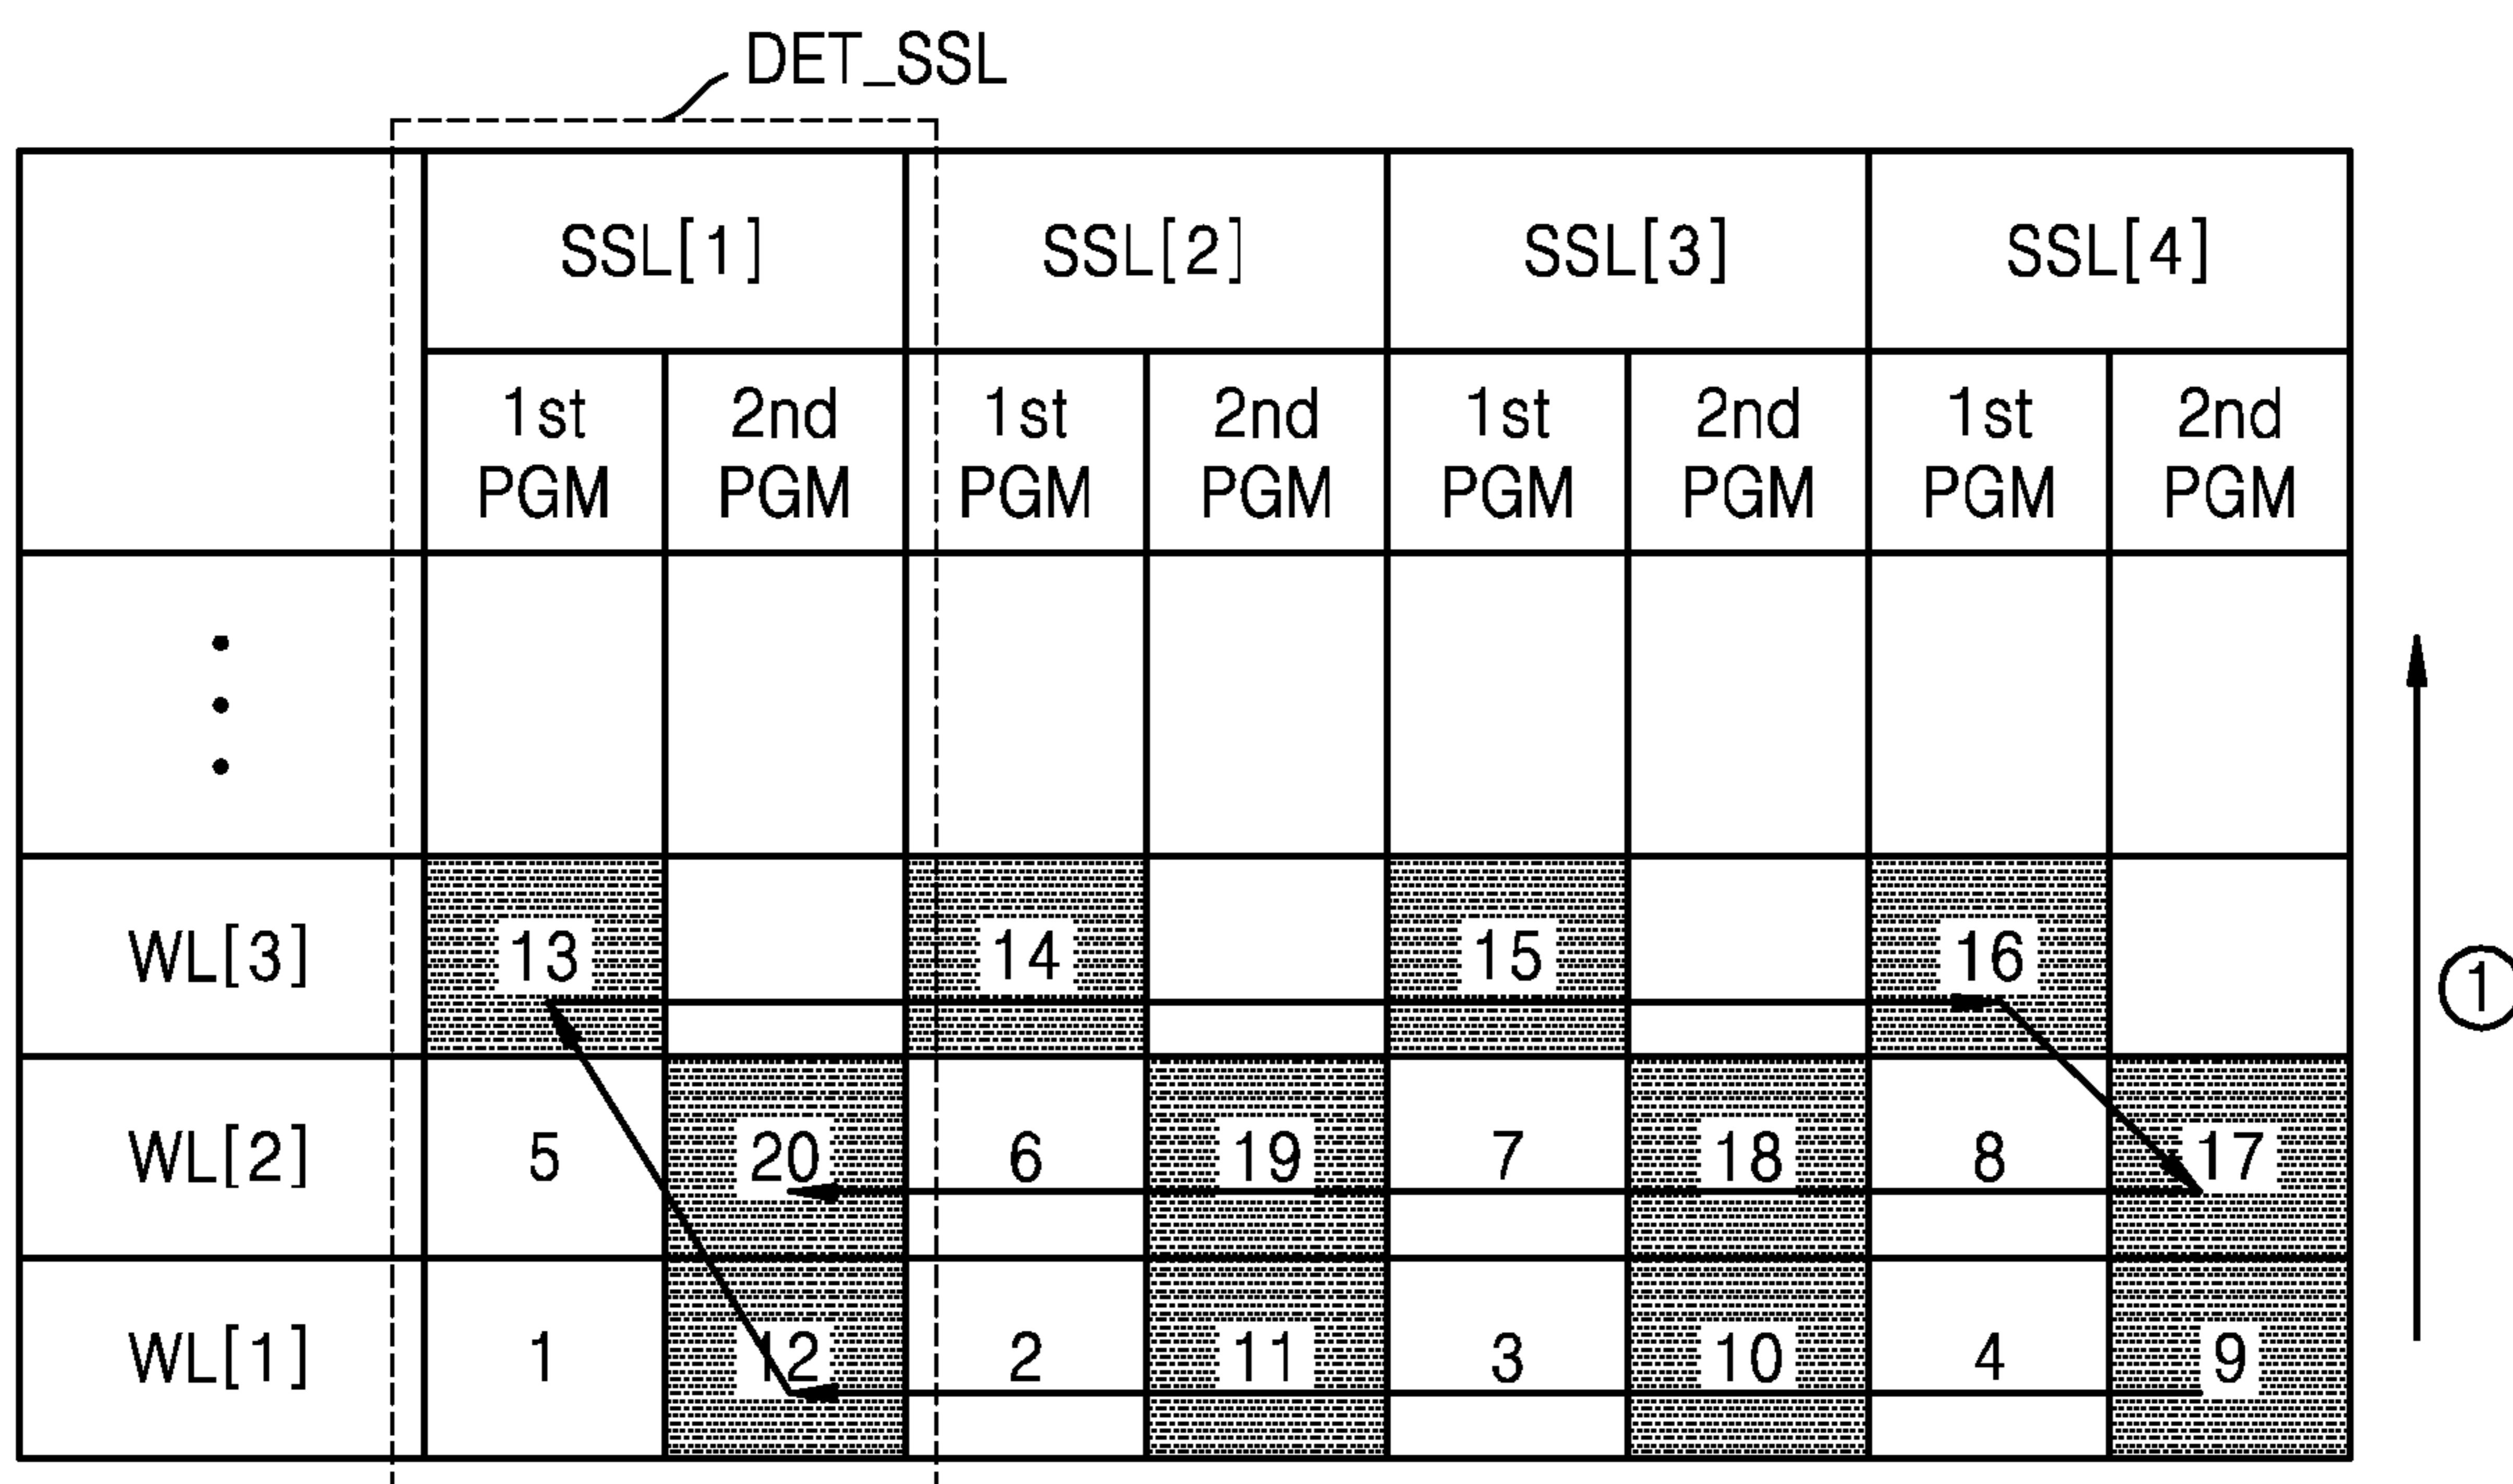 DET_SSL
SSL[1] SSL[2] SSL[3] SSL[4]
1st PGM 2nd PGM 1st PGM 2nd PGM 1st PGM 2nd PGM 1st PGM 2nd PGM
WL[3] 13 14 15 16
①
WL[2] 5 20 6 19 7 18 8 17
WL[1] 1 12 2 11 3 10 4 9